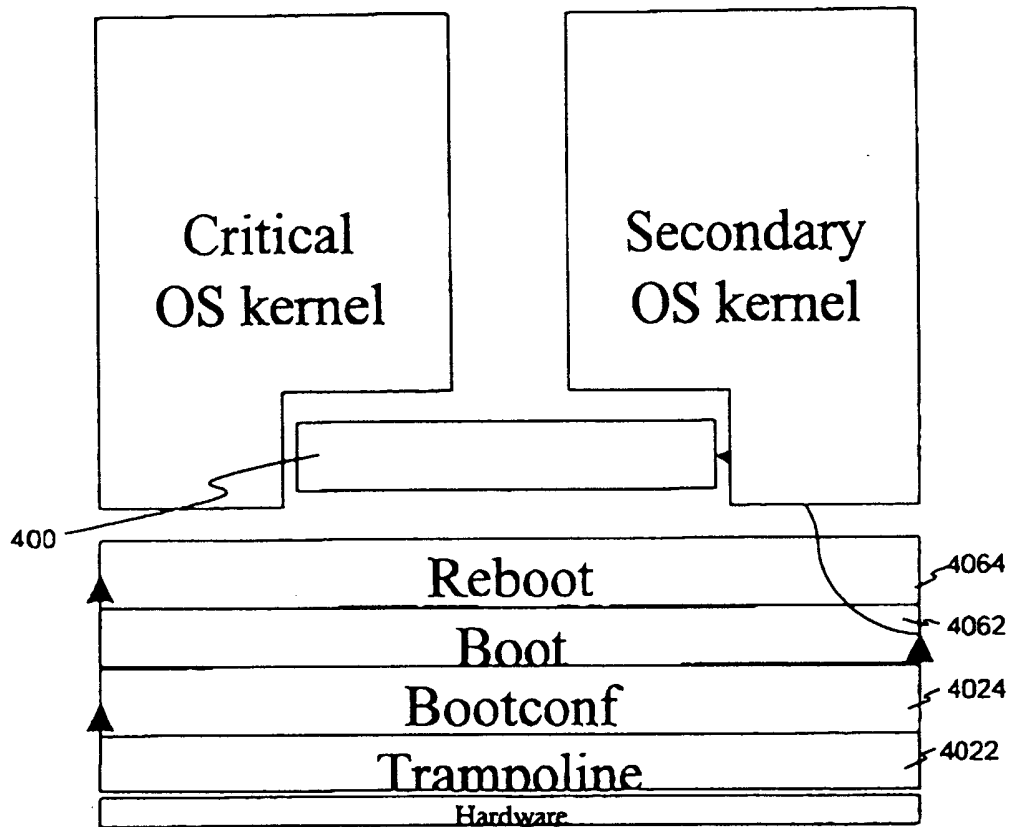 Critical
OS kernel
Secondary
OS kernel
400
Reboot
4064
Boot
4062
Bootconf
4024
Trampoline
4022
Hardware